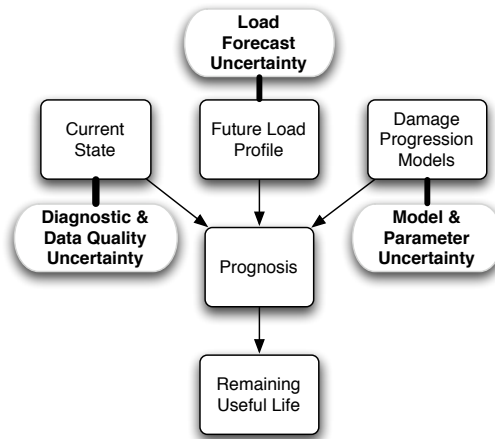 Load
Forecast
Uncertainty
Current
State
Future Load
Profile
Damage
Progression
Models
Diagnostic &
Data Quality
Uncertainty
Model &
Parameter
Uncertainty
Prognosis
Remaining
Useful Life